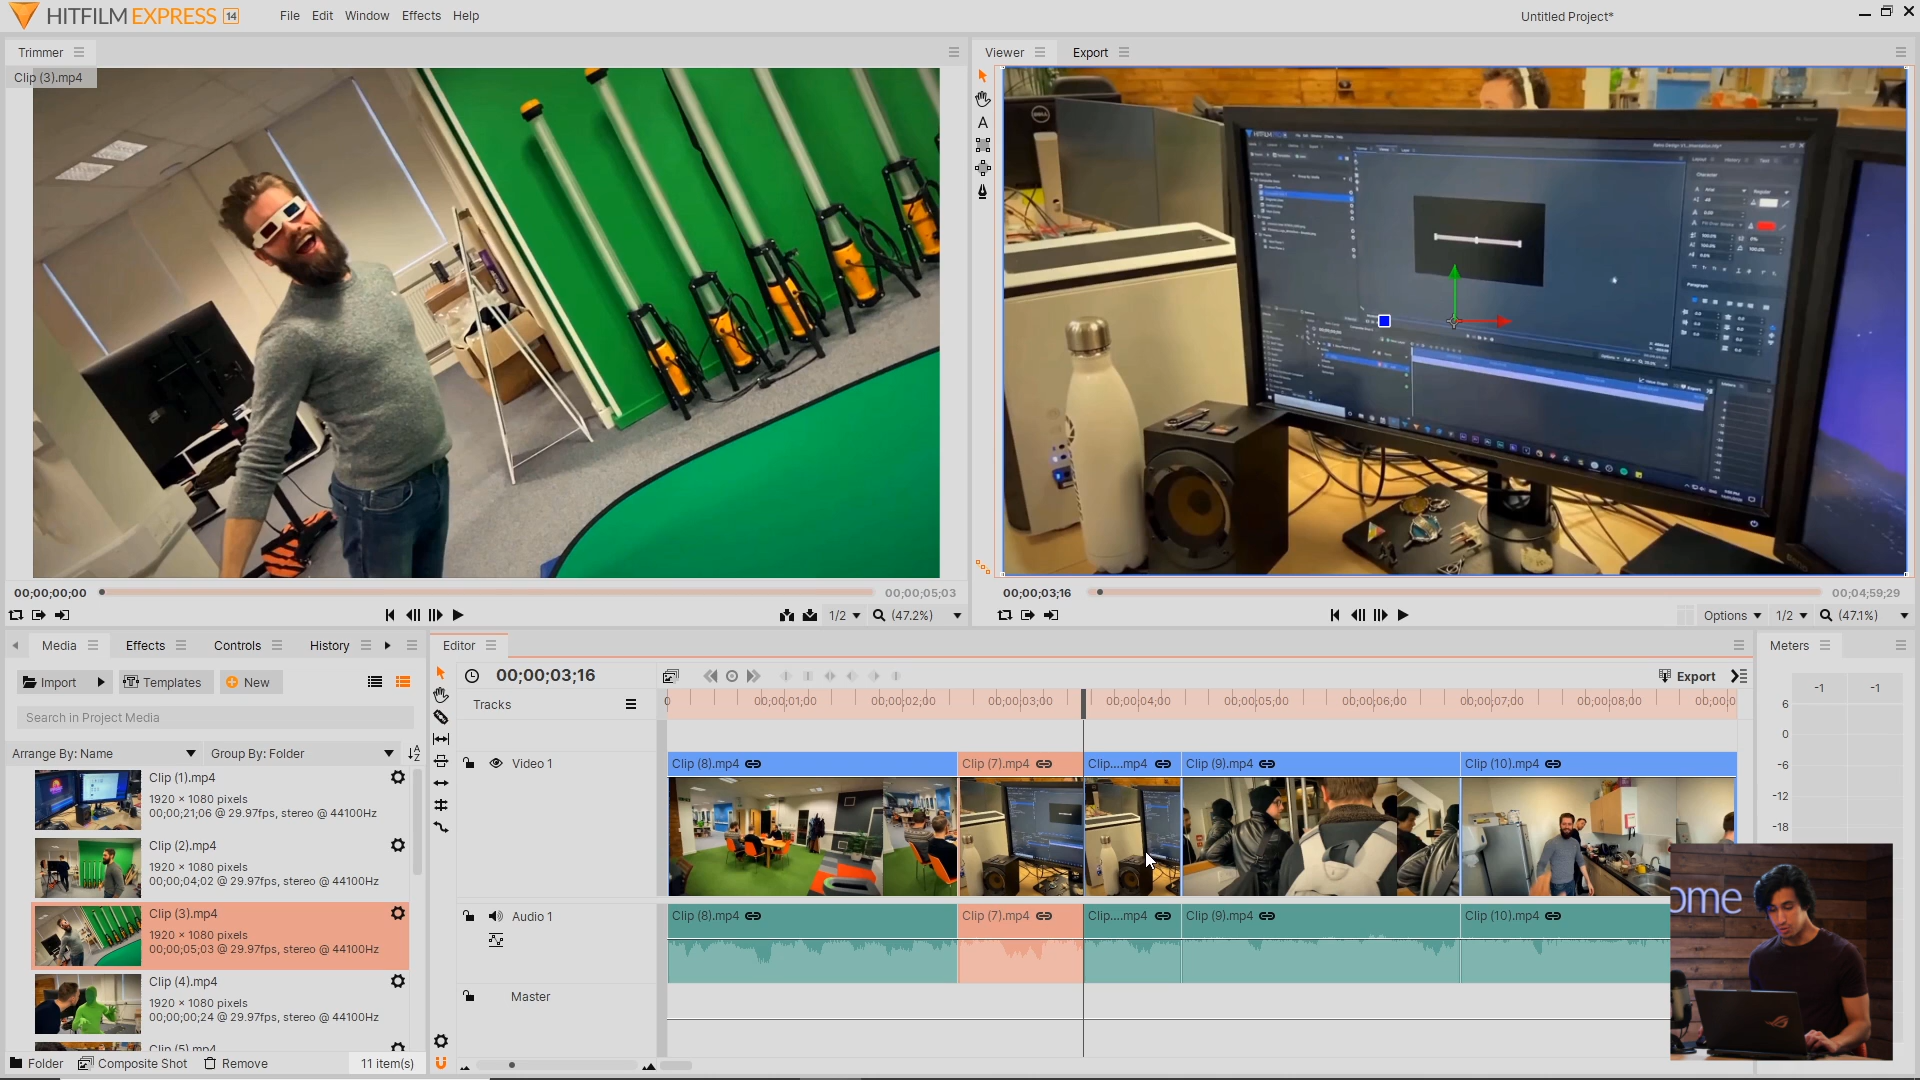 HITFILM EXPRESS 14
File Edit Window Effects Help
Untitled Project*
Trimmer
Clip (3).mp4
Viewer
Export
00;00;00;00
00;00;05;03
1/2
(47.2%)
00;00;03;16
00;04;59;29
Options
1/2
(47.1%)
Media
Effects
Controls
History
Import
Templates
New
Search in Project Media
Arrange By: Name
Group By: Folder
Clip (1).mp4
1920 × 1080 pixels
00;00;21;06 @ 29.97fps, stereo @ 44100Hz
Clip (2).mp4
1920 × 1080 pixels
00;00;04;02 @ 29.97fps, stereo @ 44100Hz
Clip (3).mp4
1920 × 1080 pixels
00;00;05;03 @ 29.97fps, stereo @ 44100Hz
Clip (4).mp4
1920 × 1080 pixels
00;00;00;24 @ 29.97fps, stereo @ 44100Hz
Clip (5).mp4
Folder
Composite Shot
Remove
11 item(s)
Editor
00;00;03;16
Export
Tracks
0 00;00;01;00 00;00;02;00 00;00;03;00 00;00;04;00 00;00;05;00 00;00;06;00 00;00;07;00 00;00;08;00 00;00;0
Video 1
Clip (8).mp4
Clip (7).mp4
Clip....mp4
Clip (9).mp4
Clip (10).mp4
Audio 1
Clip (8).mp4
Clip (7).mp4
Clip....mp4
Clip (9).mp4
Clip (10).mp4
Master
Meters
-1 -1
6
0
-6
-12
-18
ome